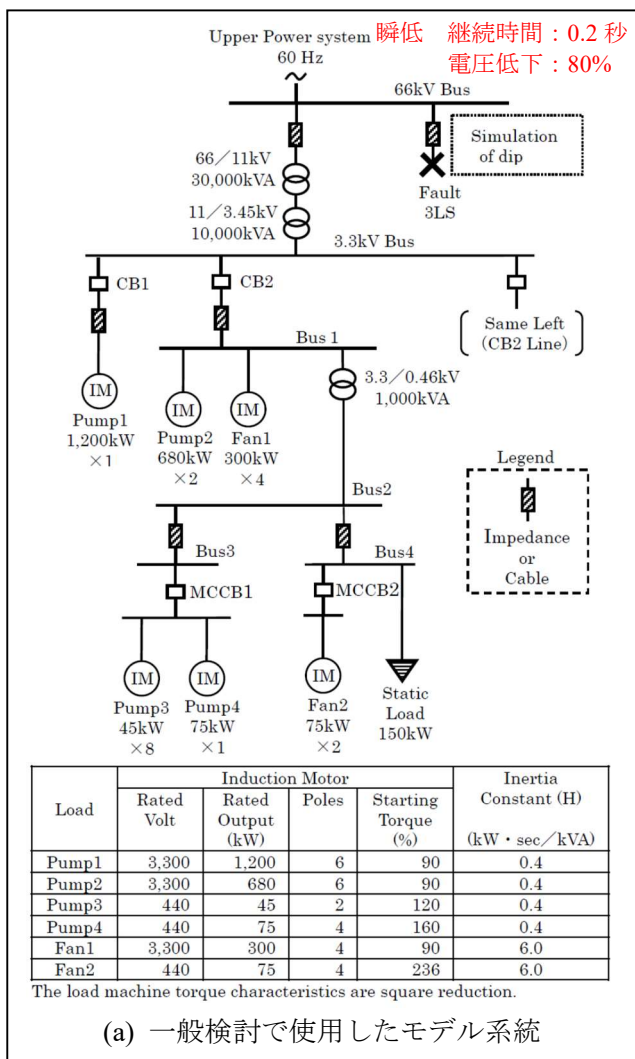 瞬低　継続時間：0.2 秒
電圧低下：80%
Upper Power system
60 Hz
66kV Bus
66/11kV
30,000kVA
Simulation
of dip
Fault
3LS
11／3.45kV
10,000kVA
3.3kV Bus
CB1
CB2
Same Left
(CB2 Line)
Bus 1
3.3／0.46kV
1,000kVA
IM
IM
IM
Pump1
1,200kW
×1
Pump2
680kW
×2
Fan1
300kW
×4
Legend
Impedance
or
Cable
Bus2
Bus3
Bus4
MCCB1
MCCB2
IM
IM
IM
Pump3
45kW
×8
Pump4
75kW
×1
Fan2
75kW
×2
Static
Load
150kW
Load Induction Motor Inertia Constant (H) (kW・sec／kVA)
Rated Volt Rated Output (kW) Poles Starting Torque (%)
Pump1 3,300 1,200 6 90 0.4
Pump2 3,300 680 6 90 0.4
Pump3 440 45 2 120 0.4
Pump4 440 75 4 160 0.4
Fan1 3,300 300 4 90 6.0
Fan2 440 75 4 236 6.0
The load machine torque characteristics are square reduction.
(a) 一般検討で使用したモデル系統